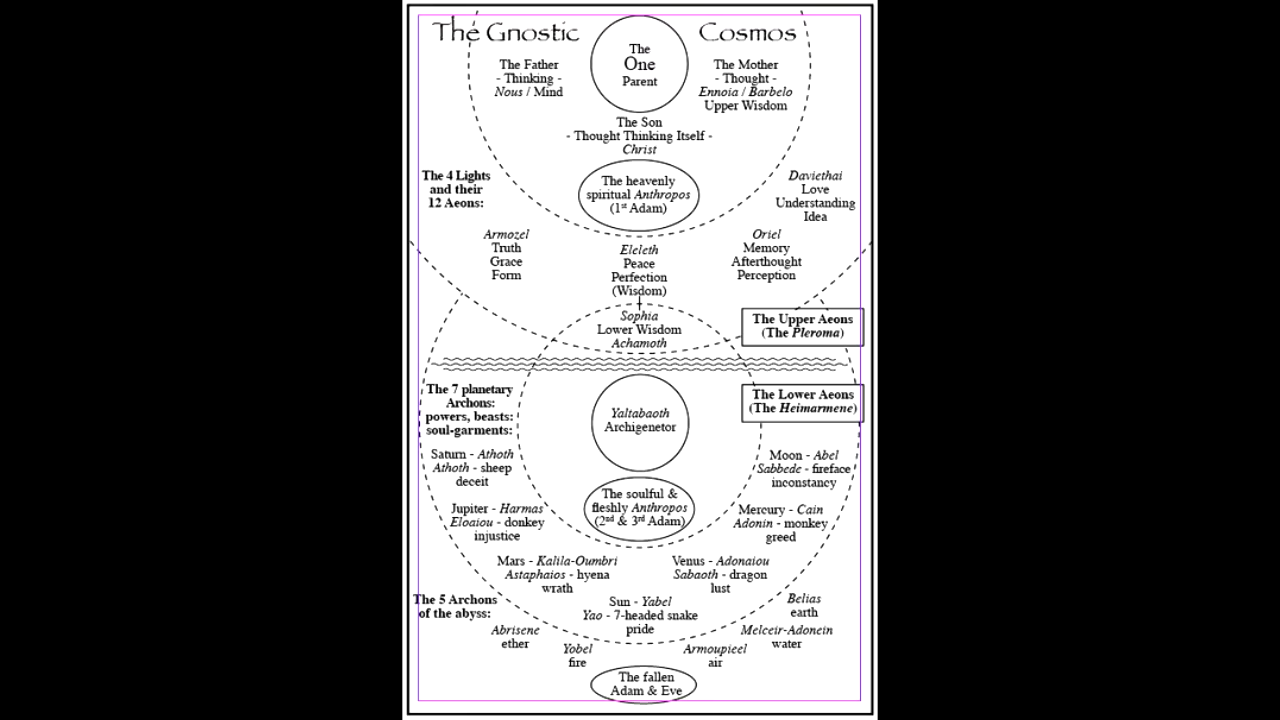 The Gnostic Cosmos
The
One
Parent
The Father
- Thinking -
Nous / Mind
The Mother
- Thought -
Ennoia / Barbelo
Upper Wisdom
The Son
- Thought Thinking Itself -
Christ
The heavenly
spiritual Anthropos
(1st Adam)
The 4 Lights
and their
12 Aeons:
Daviethai
Love
Understanding
Idea
Armozel
Truth
Grace
Form
Eleleth
Peace
Perfection
(Wisdom)
Oriel
Memory
Afterthought
Perception
Sophia
Lower Wisdom
Achamoth
The Upper Aeons
(The Pleroma)
The 7 planetary
Archons:
powers, beasts:
soul-garments:
Yaltabaoth
Archigenetor
The Lower Aeons
(The Heimarmene)
Saturn - Athoth
Athoth - sheep
deceit
Moon - Abel
Sabbede - fireface
inconstancy
Jupiter - Harmas
Eloaiou - donkey
injustice
The soulful &
fleshly Anthropos
(2nd & 3rd Adam)
Mercury - Cain
Adonin - monkey
greed
Mars - Kalila-Oumbri
Astaphaios - hyena
wrath
Venus - Adonaiou
Sabaoth - dragon
lust
Sun - Yabel
Yao - 7-headed snake
pride
The 5 Archons
of the abyss:
Abrisene
ether
Yobel
fire
Armoupieel
air
Melceir-Adonein
water
Belias
earth
The fallen
Adam & Eve